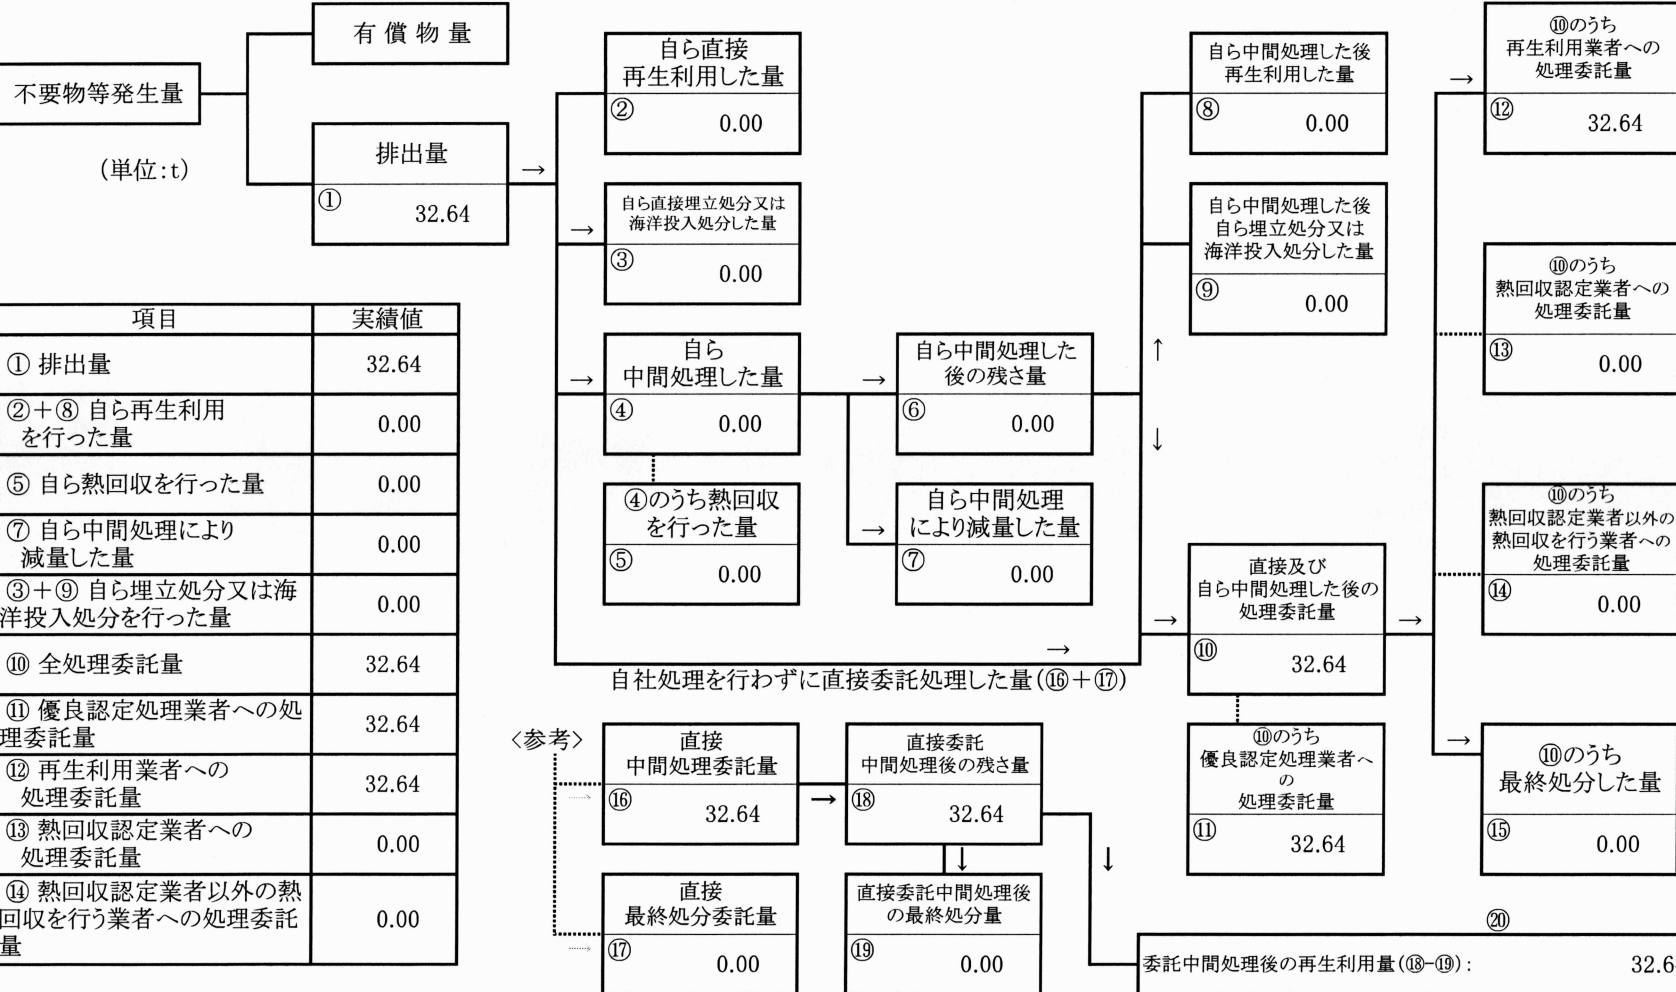 有償物量
不要物等発生量
(単位:t)
排出量
①
32.64
自ら直接
再生利用した量
②
0.00
自ら直接埋立処分又は
海洋投入処分した量
③
0.00
自ら
中間処理した量
④
0.00
④のうち熱回収
を行った量
⑤
0.00
自ら中間処理した
後の残さ量
⑥
0.00
自ら中間処理
により減量した量
⑦
0.00
自ら中間処理した後
再生利用した量
⑧
0.00
自ら中間処理した後
自ら埋立処分又は
海洋投入処分した量
⑨
0.00
直接及び
自ら中間処理した後の
処理委託量
⑩
32.64
⑩のうち
優良認定処理業者へ
の
処理委託量
⑪
32.64
⑩のうち
再生利用業者への
処理委託量
⑫
32.64
⑩のうち
熱回収認定業者への
処理委託量
⑬
0.00
⑩のうち
熱回収認定業者以外の
熱回収を行う業者への
処理委託量
⑭
0.00
⑩のうち
最終処分した量
⑮
0.00
自社処理を行わずに直接委託処理した量(⑯+⑰)
<参考>
直接
中間処理委託量
⑯
32.64
直接
最終処分委託量
⑰
0.00
直接委託
中間処理後の残さ量
⑱
32.64
直接委託中間処理後
の最終処分量
⑲
0.00
⑳
委託中間処理後の再生利用量(⑱-⑲):
32.6
項目 実績値
① 排出量 32.64
②+⑧ 自ら再生利用
を行った量 0.00
⑤ 自ら熱回収を行った量 0.00
⑦ 自ら中間処理により
減量した量 0.00
③+⑨ 自ら埋立処分又は海
洋投入処分を行った量 0.00
⑩ 全処理委託量 32.64
⑪ 優良認定処理業者への処
理委託量 32.64
⑫ 再生利用業者への
処理委託量 32.64
⑬ 熱回収認定業者への
処理委託量 0.00
⑭ 熱回収認定業者以外の熱
回収を行う業者への処理委託
量 0.00